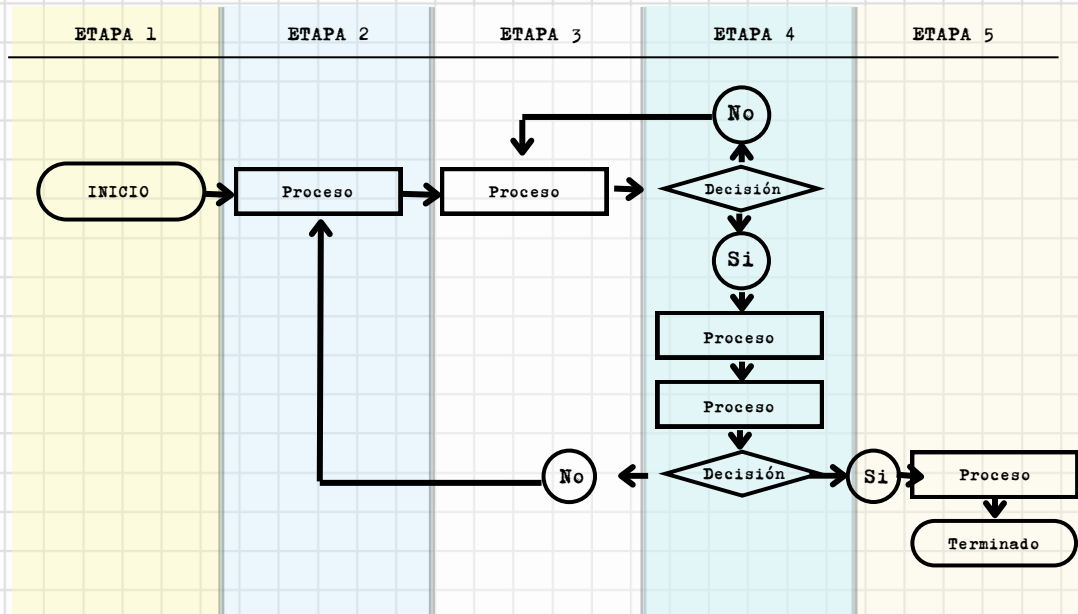 ETAPA 1
ETAPA 2
ETAPA 3
ETAPA 4
ETAPA 5
No
INICIO
Proceso
Proceso
Decisión
Si
Proceso
Proceso
No
Decisión
Si
Proceso
Terminado